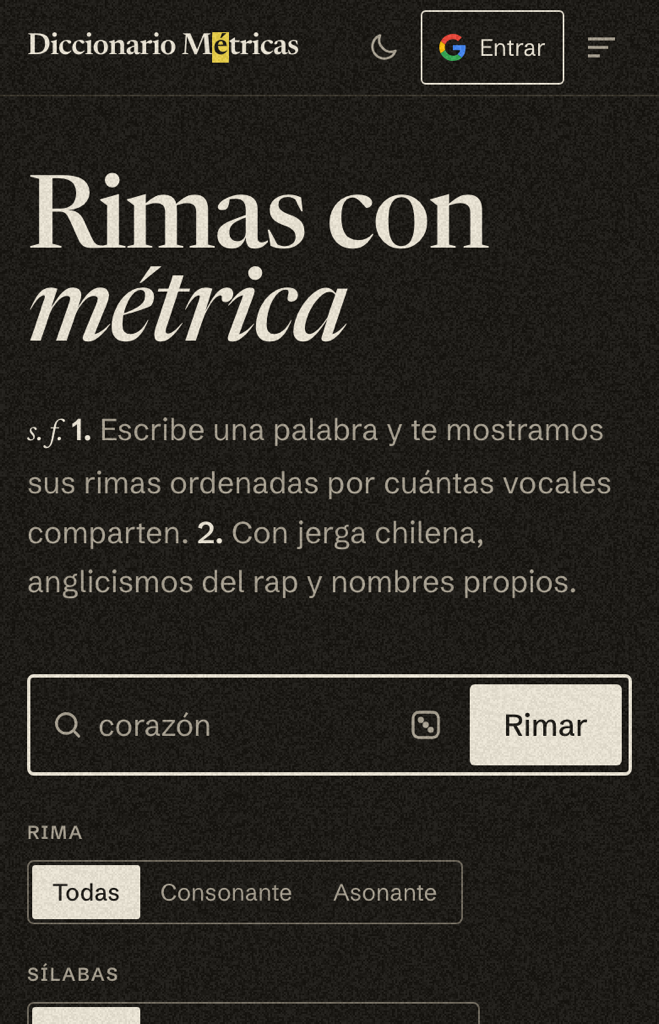 Diccionario Métricas
Entrar
Rimas con
métrica
s. f. 1. Escribe una palabra y te mostramos
sus rimas ordenadas por cuántas vocales
comparten. 2. Con jerga chilena,
anglicismos del rap y nombres propios.
corazón
Rimar
RIMA
Todas Consonante Asonante
SÍLABAS